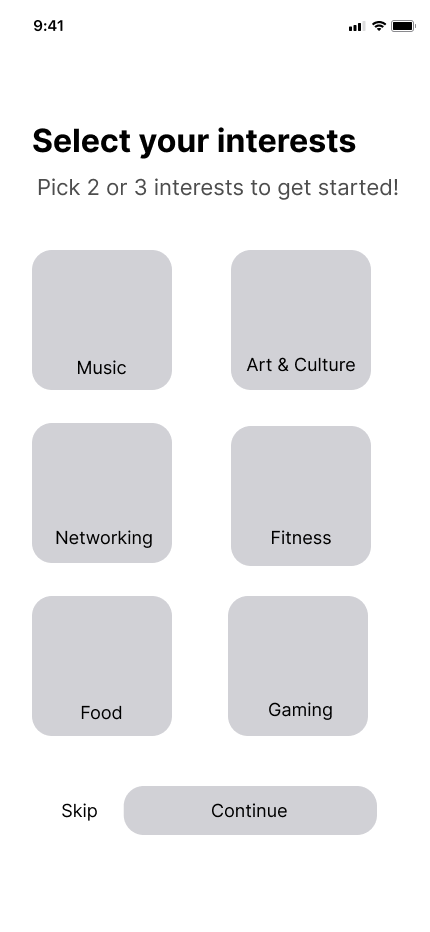 9:41
Select your interests
Pick 2 or 3 interests to get started!
Music
Art & Culture
Networking
Fitness
Food
Gaming
Skip
Continue